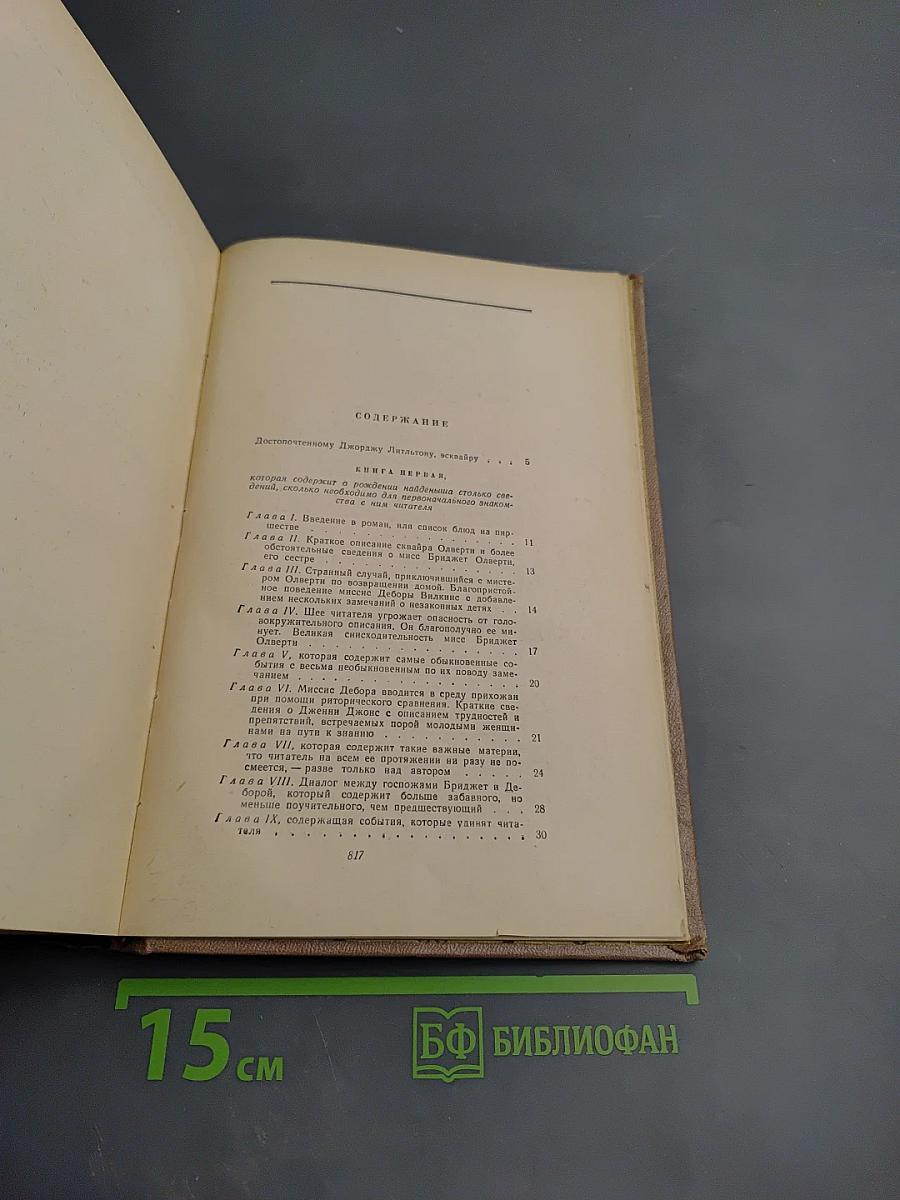 СОДЕРЖАНИЕ
Достопочтенному Джорджу Литльтону, эсквайру . . . 5
КНИГА ПЕРВАЯ,
которая содержит о рождении найденыша столько све-
дений, сколько необходимо для первоначального знаком-
ства с ним читателя
Глава I. Введение в роман, или список блюд на пир-
шестве . . . . . . . . . . . . . . . . 11
Глава II. Краткое описание сквайра Олверти и более
обстоятельные сведения о мисс Бриджет Олверти,
его сестре . . . . . . . . . . . . . . . 13
Глава III. Странный случай, приключившийся с мисте-
ром Олверти по возвращении домой. Благопристой-
ное поведение миссис Деборы Вилкинс с добавле-
нием нескольких замечаний о незаконных детях . . 14
Глава IV. Шее читателя угрожает опасность от голо-
вокружительного описания. Он благополучно ее ми-
нует. Великая снисходительность мисс Бриджет
Олверти . . . . . . . . . . . . . . . . 17
Глава V, которая содержит самые обыкновенные со-
бытия с весьма необыкновенным по их поводу заме-
чанием . . . . . . . . . . . . . . . . . 20
Глава VI. Миссис Дебора вводится в среду прихожан
при помощи риторического сравнения. Краткие све-
дения о Дженни Джонс с описанием трудностей и
препятствий, встречаемых порой молодыми женщи-
нами на пути к знанию . . . . . . . . . . . 21
Глава VII, которая содержит такие важные материи,
что читатель на всем ее протяжении ни разу не по-
смеется, — разве только над автором . . . . . 24
Глава VIII. Диалог между госпожами Бриджет и Де-
борой, который содержит больше забавного, но
меньше поучительного, чем предшествующий . . . 28
Глава IX, содержащая события, которые удивят чита-
теля . . . . . . . . . . . . . . . . . . 30
817
15 см
БФ БИБЛИОФАН